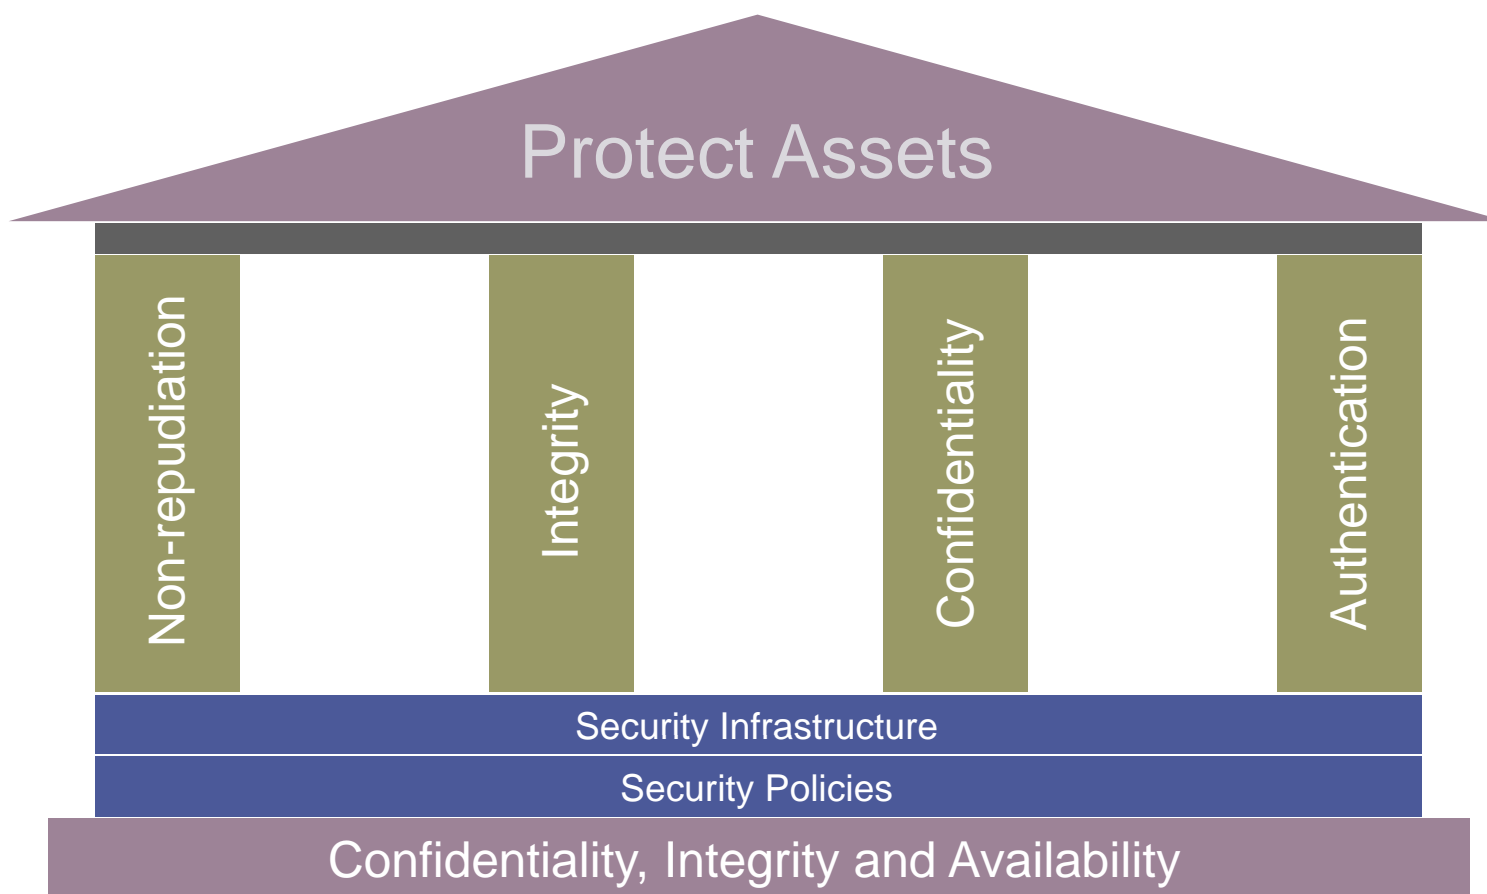 Protect Assets
Non-repudiation
Integrity
Confidentiality
Authentication
Security Infrastructure
Security Policies
Confidentiality, Integrity and Availability